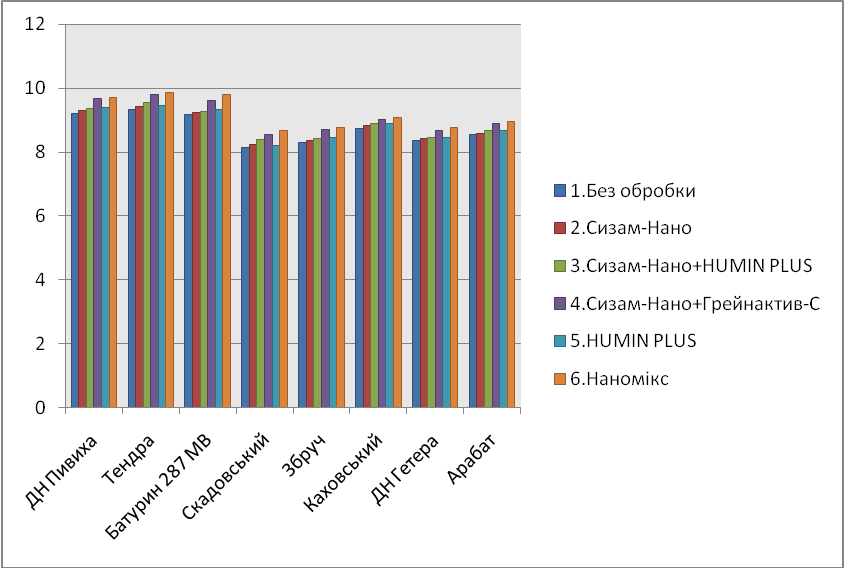 12
10
8
6
4
2
0
ДН Пивиха
Тендра
Батурин 287 МВ
Скадовський
Збруч
Каховський
ДН Гетера
Арабат
1.Без обробки
2.Сизам-Нано
3.Сизам-Нано+HUMIN PLUS
4.Сизам-Нано+Грейнактив-С
5.HUMIN PLUS
6.Наномікс